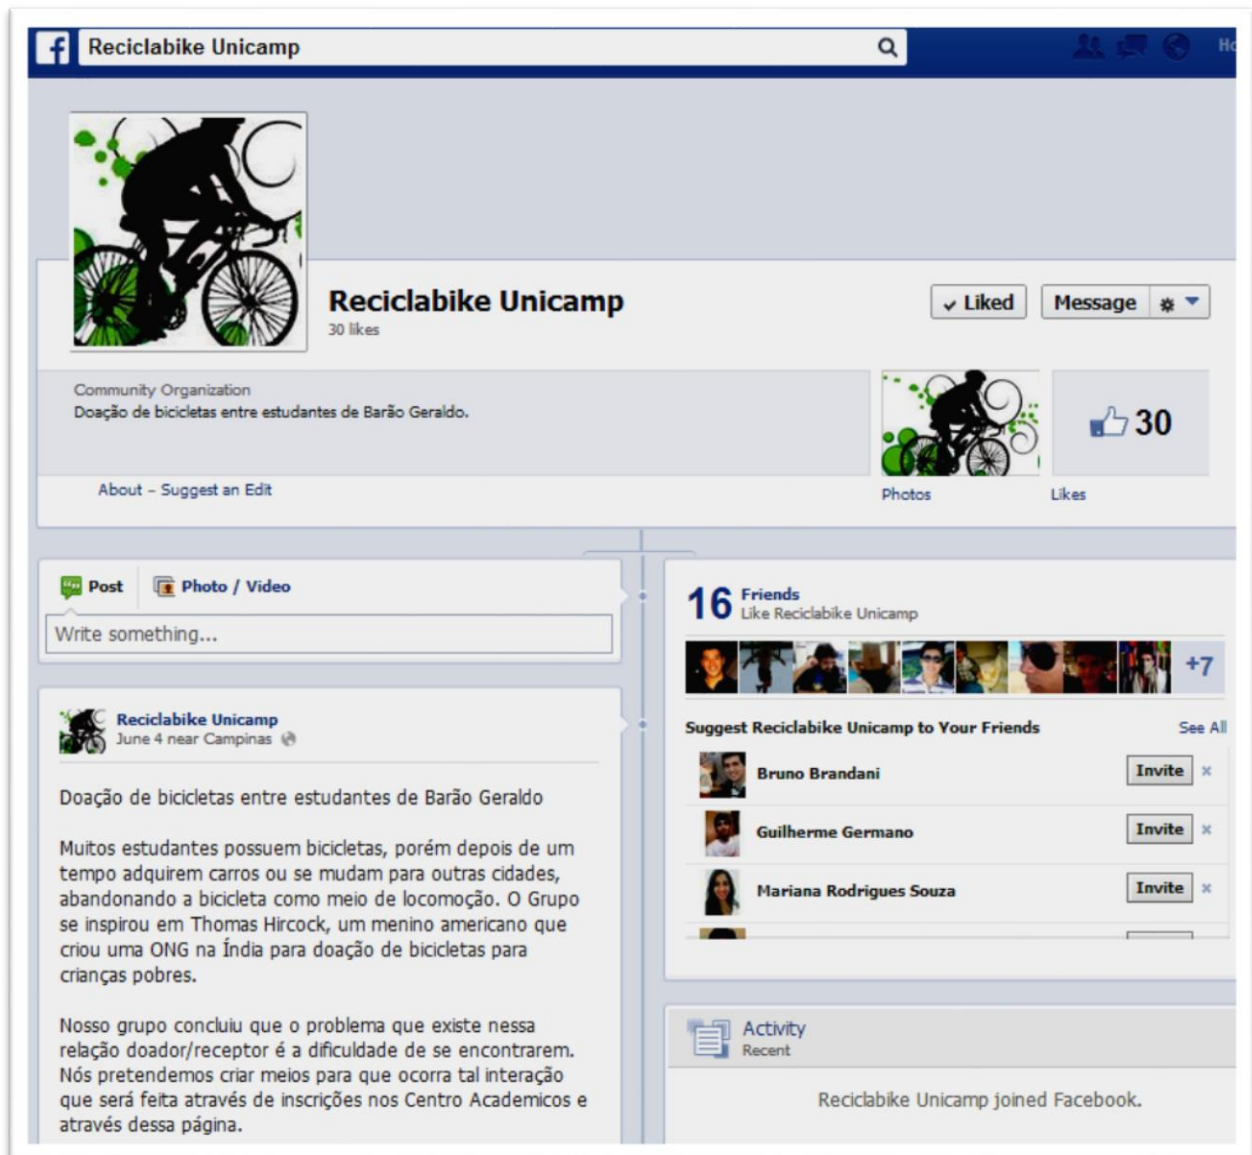 f
Reciclabike Unicamp
Ho
Reciclabike Unicamp
30 likes
Liked
Message
Community Organization
Doação de bicicletas entre estudantes de Barão Geraldo.
About – Suggest an Edit
30
Photos
Likes
Post
Photo / Video
Write something...
Reciclabike Unicamp
June 4 near Campinas
Doação de bicicletas entre estudantes de Barão Geraldo
Muitos estudantes possuem bicicletas, porém depois de um
tempo adquirem carros ou se mudam para outras cidades,
abandonando a bicicleta como meio de locomoção. O Grupo
se inspirou em Thomas Hircock, um menino americano que
criou uma ONG na Índia para doação de bicicletas para
crianças pobres.
Nosso grupo concluiu que o problema que existe nessa
relação doador/receptor é a dificuldade de se encontrarem.
Nós pretendemos criar meios para que ocorra tal interação
que será feita através de inscrições nos Centro Academicos e
através dessa página.
16
Friends
Like Reciclabike Unicamp
+7
Suggest Reciclabike Unicamp to Your Friends
See All
Bruno Brandani
Invite
Guilherme Germano
Invite
Mariana Rodrigues Souza
Invite
Activity
Recent
Reciclabike Unicamp joined Facebook.